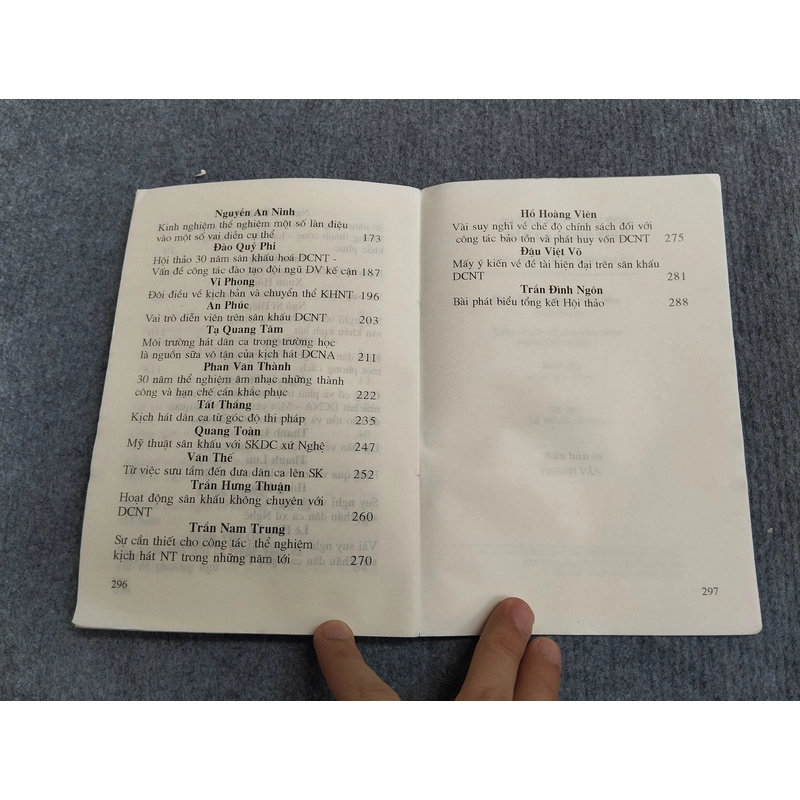 Nguyễn An Ninh
Kinh nghiệm thể nghiệm một số làn điệu
vào một số vai diễn cụ thể. 173
Đào Quý Phi
Hội thảo 30 năm sân khấu hoá DCNT -
Vấn đề công tác đào tạo đội ngũ DV kế cận 187
Vi Phong
Đôi điều về kịch bản và chuyển thể KHNT 196
An Phúc
Vai trò diễn viên trên sân khấu DCNT 203
Tạ Quang Tâm
Môi trường hát dân ca trong trường học
là nguồn sữa vô tận của kịch hát DCNA 211
Phan Văn Thành
30 năm thể nghiệm âm nhạc những thành
công và hạn chế cần khắc phục 222
Tất Thắng
Kịch hát dân ca từ góc độ thi pháp 235
Quang Toàn
Mỹ thuật sân khấu với SKDC xứ Nghệ 247
Văn Thế
Từ việc sưu tầm đến đưa dân ca lên SK 252
Trần Hưng Thuận
Hoạt động sân khấu không chuyên với
DCNT 260
Trần Nam Trung
Sự cần thiết cho công tác thể nghiệm
kịch hát NT trong những năm tới 270
296
Hồ Hoàng Viên
Vài suy nghĩ về chế độ chính sách đối với
công tác bảo tồn và phát huy vốn DCNT 275
Đậu Việt Võ
Mấy ý kiến về đề tài hiện đại trên sân khấu
DCNT 281
Trần Đình Ngôn
Bài phát biểu tổng kết Hội thảo 288
297